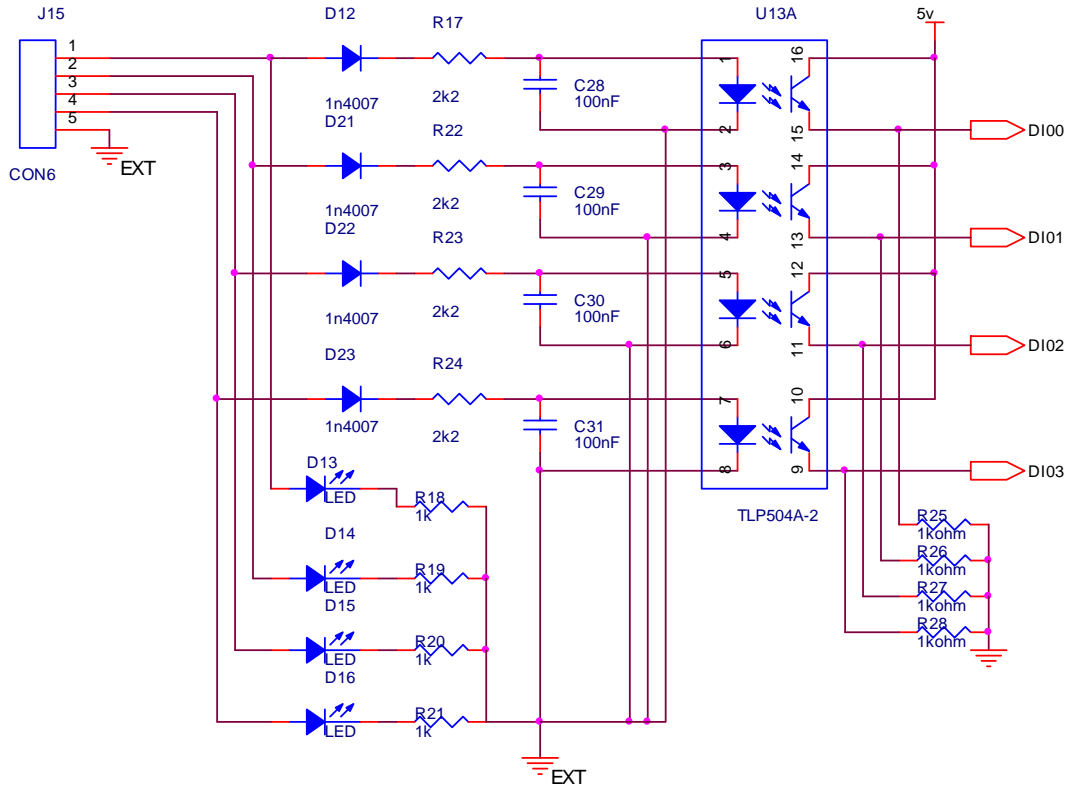 J15
D12
R17
U13A
5v
1
2
3
4
5
CON6
EXT
1n4007
2k2
C28
100nF
1
2
16
15
DI00
D21
R22
1n4007
2k2
C29
100nF
3
4
14
13
DI01
D22
R23
1n4007
2k2
C30
100nF
5
6
12
11
DI02
D23
R24
1n4007
2k2
C31
100nF
7
8
10
9
DI03
TLP504A-2
D13
LED
R18
1k
D14
LED
R19
1k
D15
LED
R20
1k
D16
LED
R21
1k
R25
1kohm
R26
1kohm
R27
1kohm
R28
1kohm
EXT